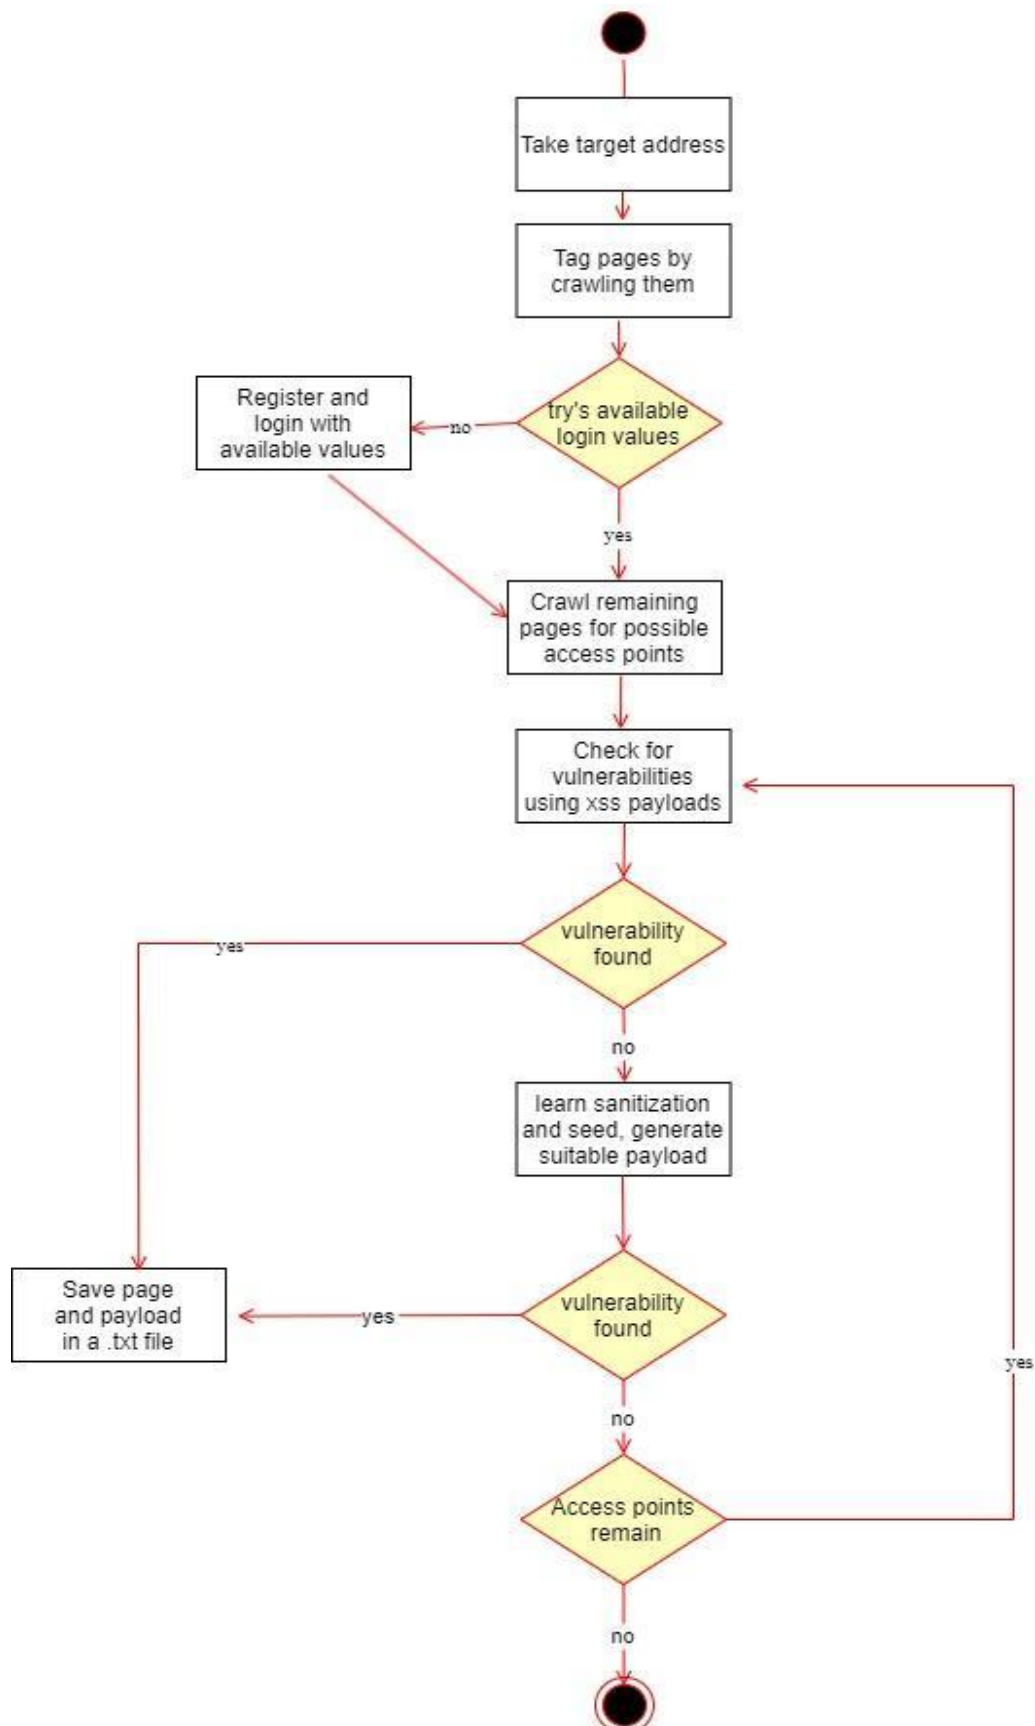 Take target address
Tag pages by
crawling them
try's available
login values
no
Register and
login with
available values
yes
Crawl remaining
pages for possible
access points
Check for
vulnerabilities
using xss payloads
vulnerability
found
yes
no
learn sanitization
and seed, generate
suitable payload
vulnerability
found
yes
Save page
and payload
in a .txt file
no
Access points
remain
yes
no